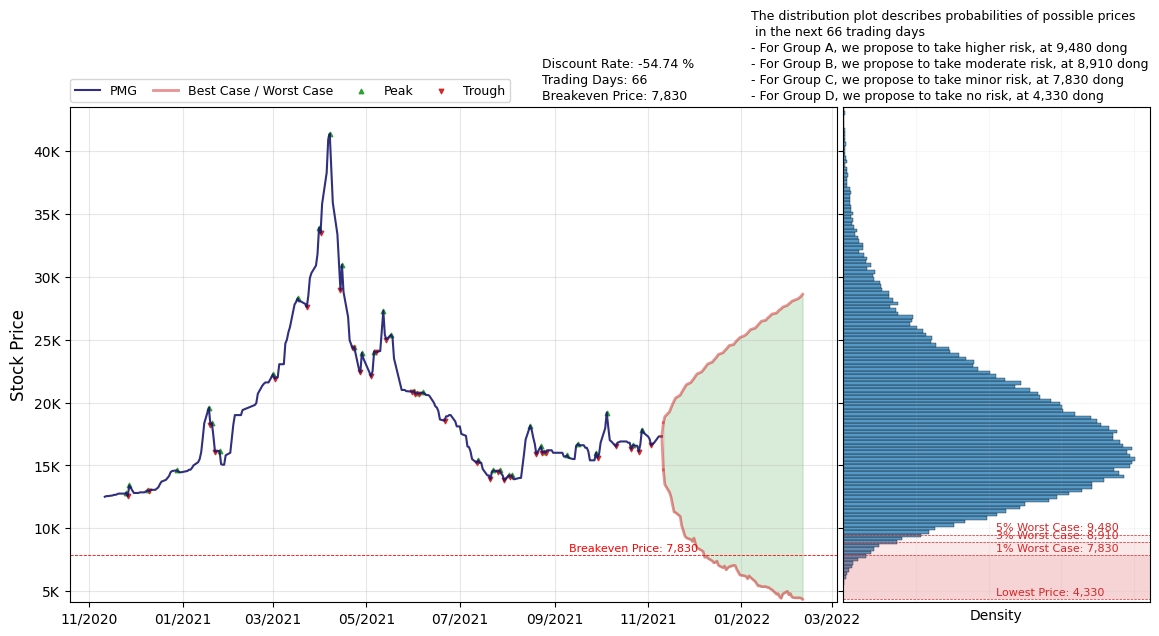 The distribution plot describes probabilities of possible prices
in the next 66 trading days
- For Group A, we propose to take higher risk, at 9,480 dong
- For Group B, we propose to take moderate risk, at 8,910 dong
- For Group C, we propose to take minor risk, at 7,830 dong
- For Group D, we propose to take no risk, at 4,330 dong
Discount Rate: -54.74 %
Trading Days: 66
Breakeven Price: 7,830
PMG
Best Case / Worst Case
Peak
Trough
Stock Price
40K
35K
30K
25K
20K
15K
10K
5K
Breakeven Price: 7,830
5% Worst Case: 9,480
3% Worst Case: 8,910
1% Worst Case: 7,830
Lowest Price: 4,330
11/2020
01/2021
03/2021
05/2021
07/2021
09/2021
11/2021
01/2022
03/2022
Density